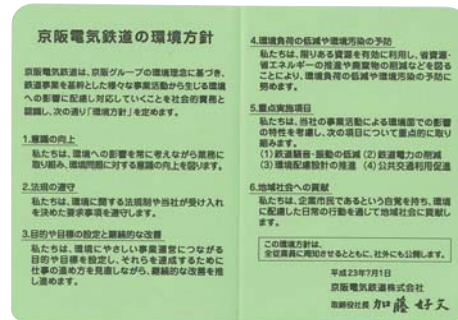 京阪電気鉄道の環境方針
京阪電気鉄道は、京阪グループの環境理念に基づき、
鉄道事業を基幹とした様々な事業活動から生じる環境
への影響に配慮し対応していくことを社会的責務と
認識し、次の通り「環境方針」を定めます。
1.意識の向上
私たちは、環境への影響を常に考えながら業務に
取り組み、環境問題に対する意識の向上を図ります。
2.法規の遵守
私たちは、環境に関する法規制や当社が受け入れ
を決めた要求事項を遵守します。
3.目的や目標の設定と継続的な改善
私たちは、環境にやさしい事業運営につながる
目的や目標を設定し、それらを達成するために
仕事の進め方を見直しながら、継続的な改善を推
し進めます。
4.環境負荷の低減や環境汚染の予防
私たちは、限りある資源を有効に利用し、省資源・
省エネルギーの推進や廃棄物の削減などを図る
ことにより、環境負荷の低減や環境汚染の予防に
努めます。
5.重点実施項目
私たちは、当社の事業活動による環境面での影響
の特性を考慮し、次の項目について重点的に取り
組みます。
(1)鉄道騒音・振動の低減 (2)鉄道電力の削減
(3)環境配慮設計の推進 (4)公共交通利用促進
6.地域社会への貢献
私たちは、企業市民であるという自覚を持ち、環境
に配慮した日常の行動を通じて地域社会に貢献し
ます。
この環境方針は、
全従業員に周知させるとともに、社外にも公開します。
平成23年7月1日
京阪電気鉄道株式会社
取締役社長 加藤 好文